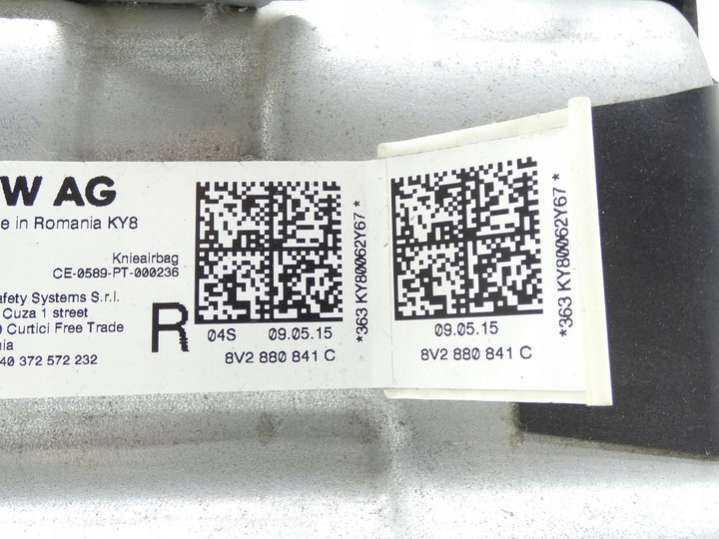 W AG
e in Romania KY8
Knieairbag
CE-0589-PT-000236
afety Systems S.r.l.
Cuza 1 street
0 Curtici Free Trade
nia
40 372 572 232
R
04S 09.05.15
8V2 880 841 C
*363 KY80062Y67 *
09.05.15
8V2 880 841 C
*363 KY80062Y67 *